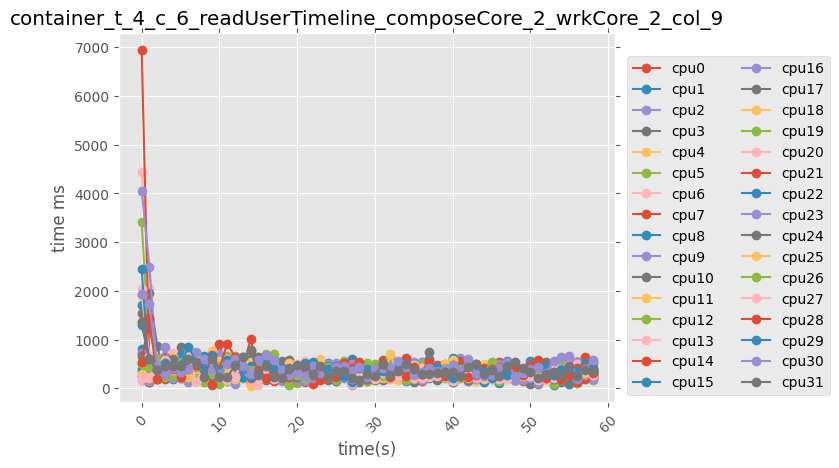 container_t_4_c_6_readUserTimeline_composeCore_2_wrkCore_2_col_9
7000
6000
5000
4000
3000
2000
1000
0
time ms
0
10
20
30
40
50
60
time(s)
cpu0
cpu1
cpu2
cpu3
cpu4
cpu5
cpu6
cpu7
cpu8
cpu9
cpu10
cpu11
cpu12
cpu13
cpu14
cpu15
cpu16
cpu17
cpu18
cpu19
cpu20
cpu21
cpu22
cpu23
cpu24
cpu25
cpu26
cpu27
cpu28
cpu29
cpu30
cpu31